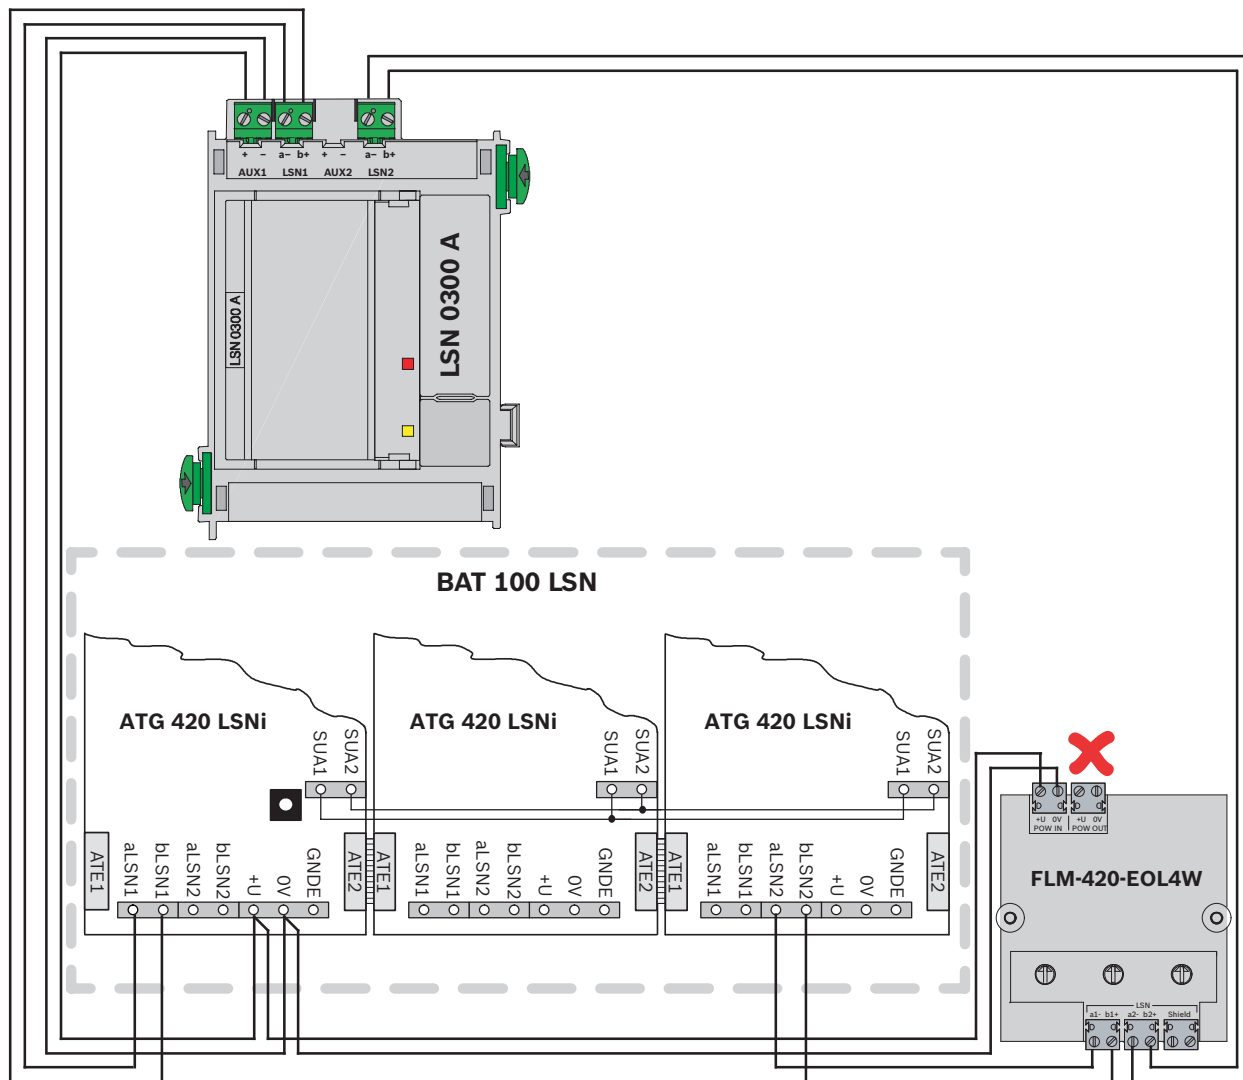 + − a− b+ + − a− b+
AUX1 LSN1 AUX2 LSN2
LSN 0300 A
LSN 0300 A
BAT 100 LSN
ATG 420 LSNi
ATG 420 LSNi
ATG 420 LSNi
SUA1 SUA2
SUA1 SUA2
SUA1 SUA2
ATE1 aLSN1 bLSN1 aLSN2 bLSN2 +U 0V GNDE ATE2
ATE1 aLSN1 bLSN1 aLSN2 bLSN2 +U 0V GNDE ATE2
ATE1 aLSN1 bLSN1 aLSN2 bLSN2 +U 0V GNDE ATE2
+U 0V +U 0V
POW IN POW OUT
FLM-420-EOL4W
LSN
a1- b1+ a2- b2+ Shield